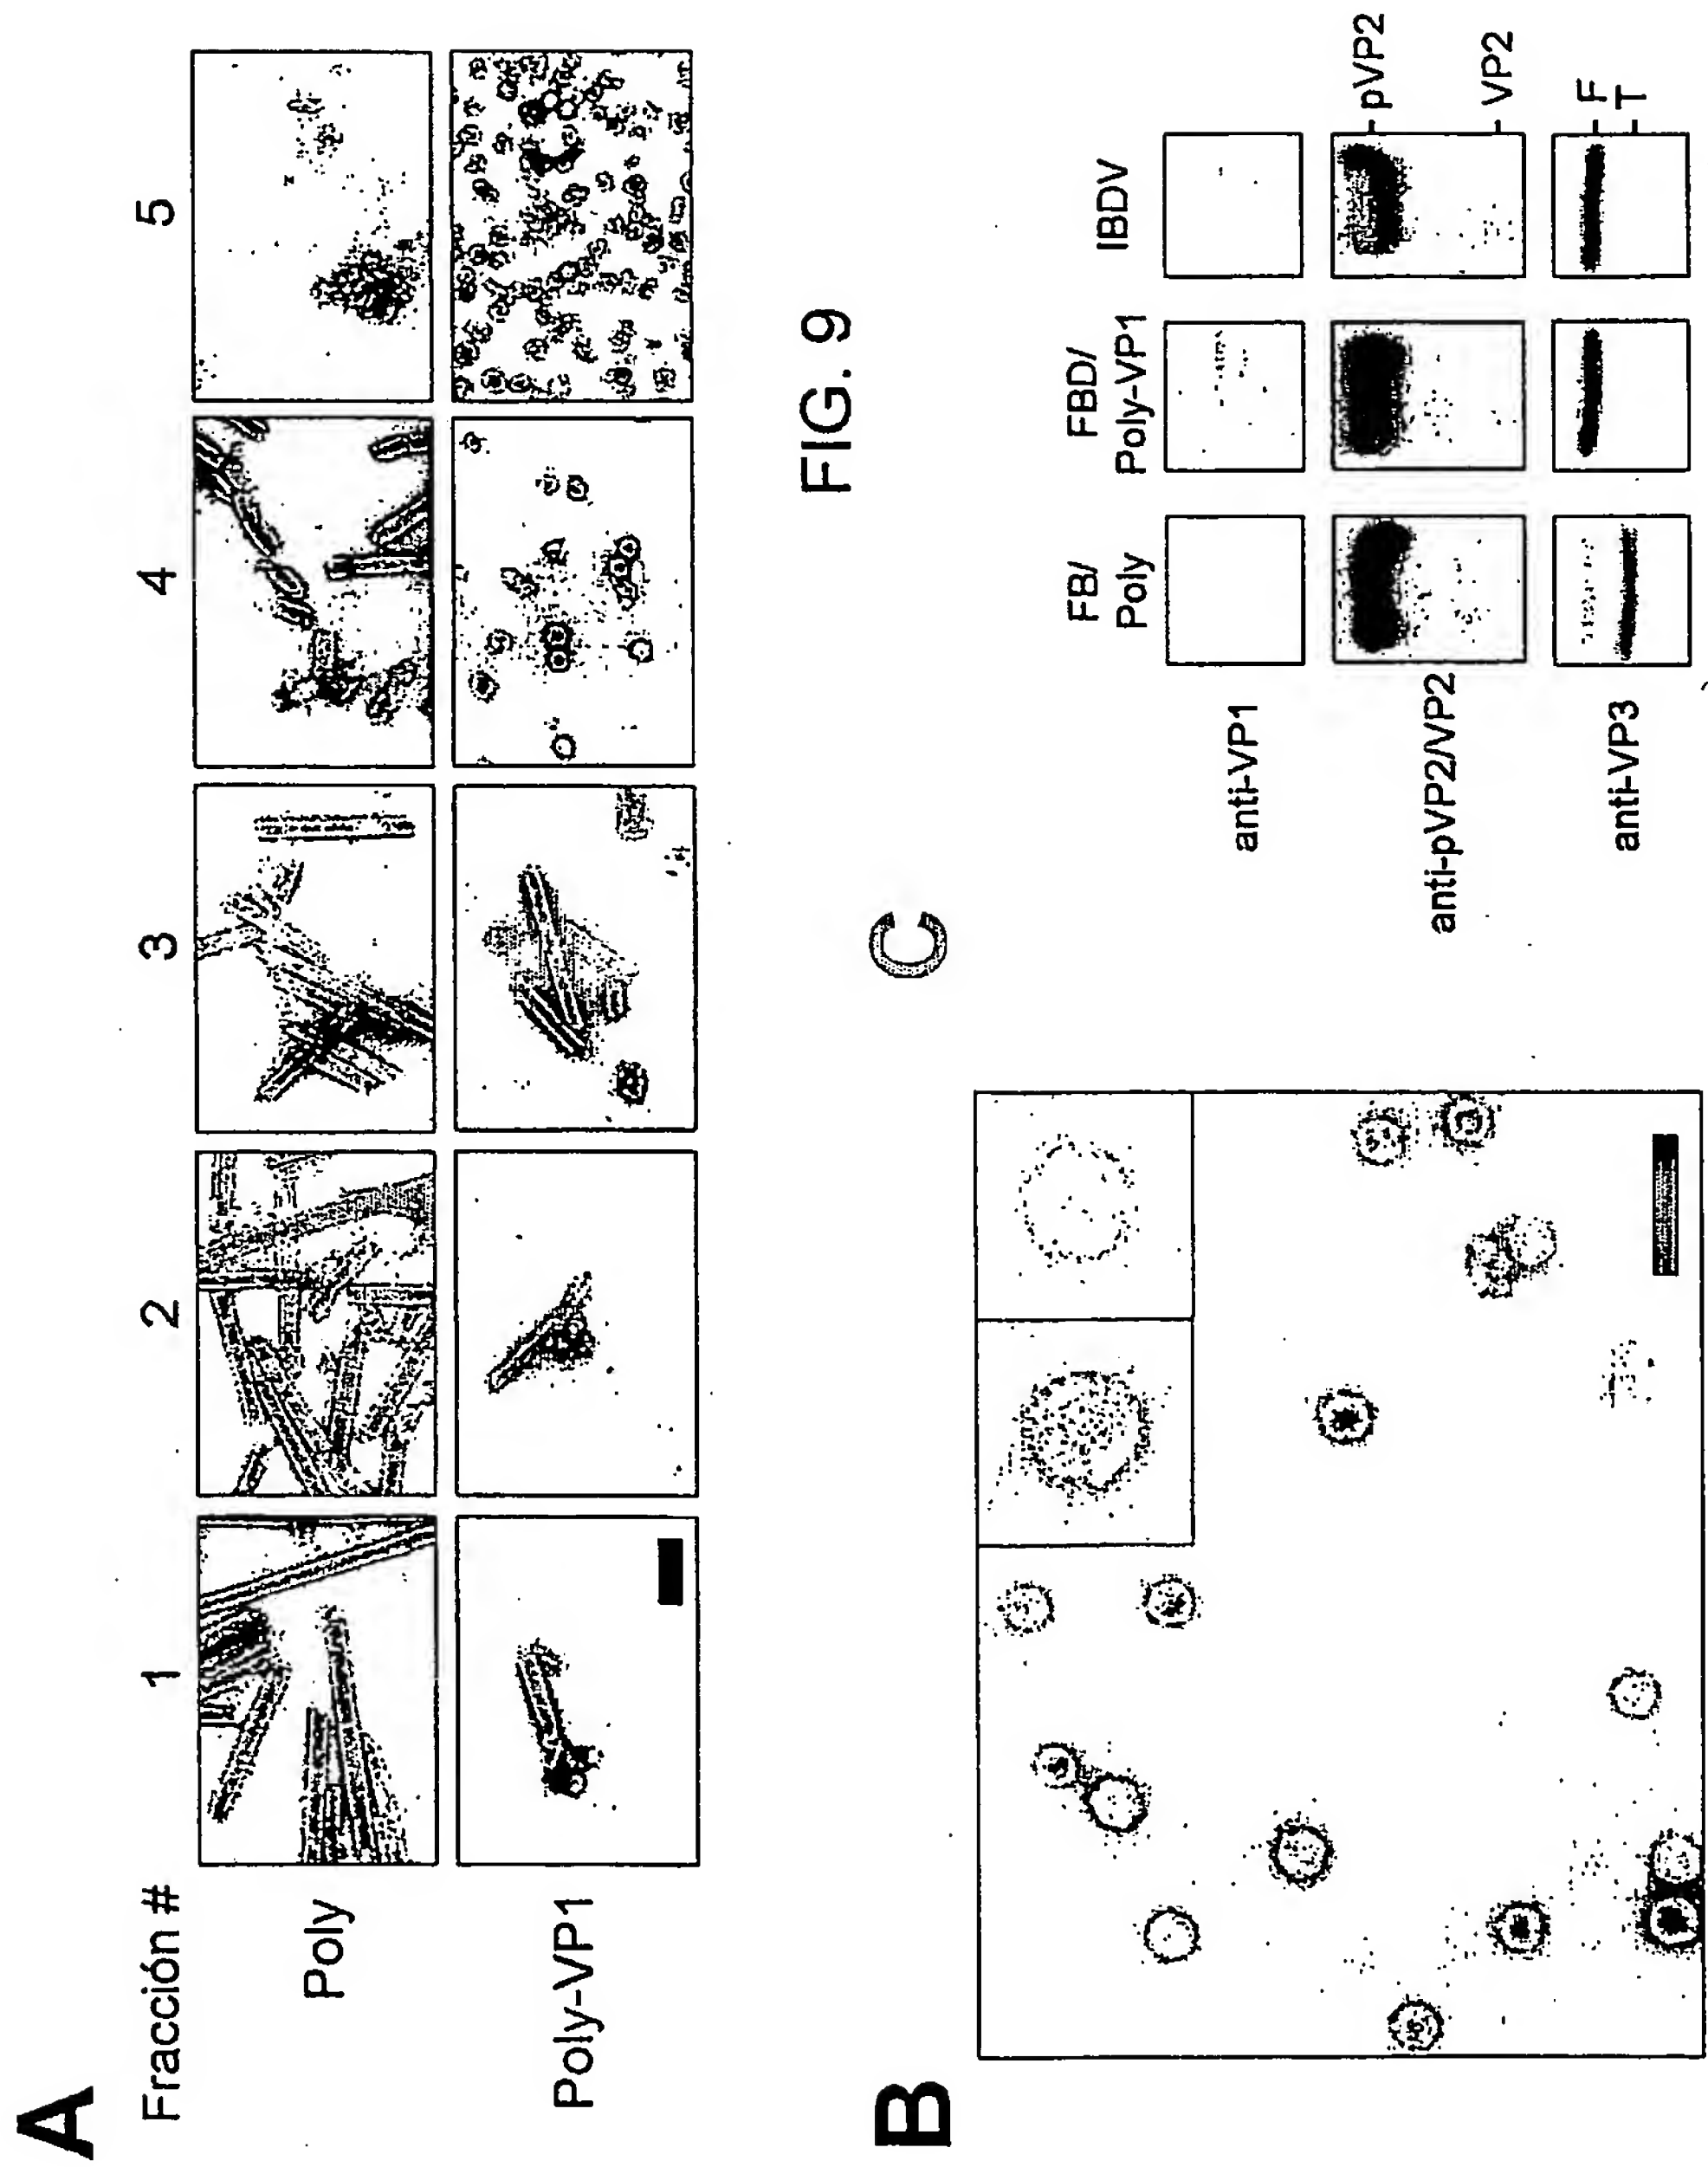 A
Fracción # 1 2 3 4 5
Poly
Poly-VP1
FIG. 9
B
C
FB/
Poly
FBD/
Poly-VP1
IBDV
anti-VP1
anti-pVP2/VP2
pVP2
VP2
anti-VP3
F
T